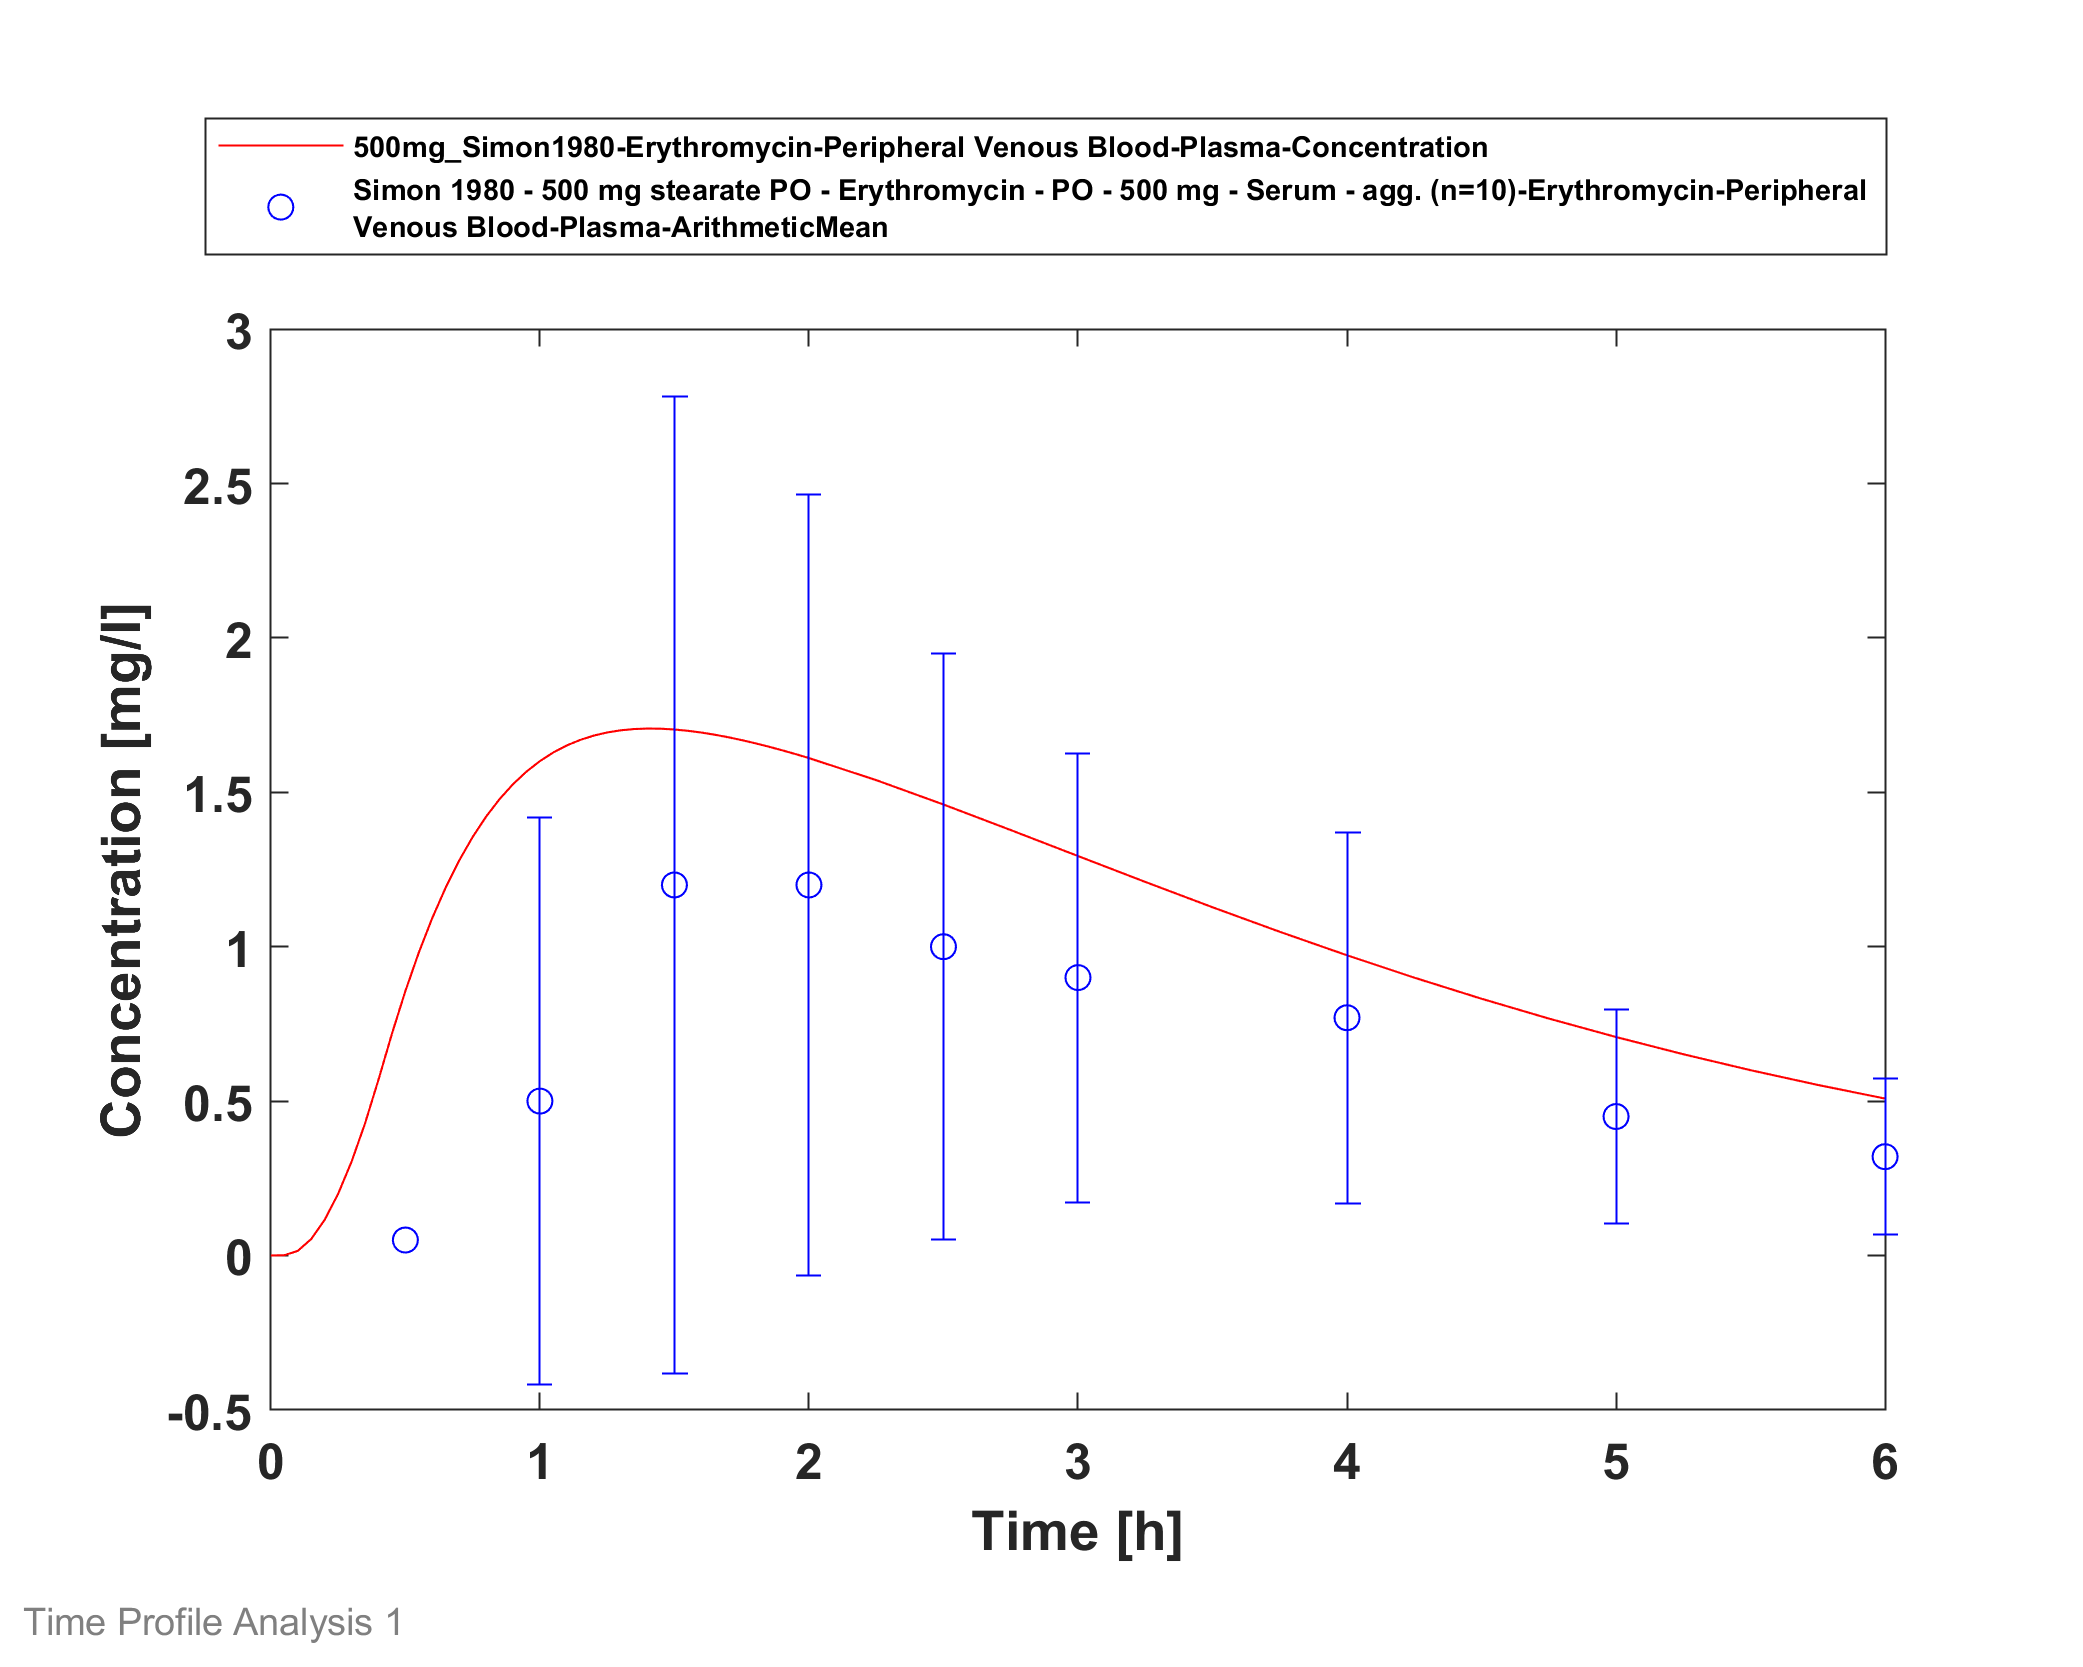 500mg_Simon1980-Erythromycin-Peripheral Venous Blood-Plasma-Concentration
Simon 1980 - 500 mg stearate PO - Erythromycin - PO - 500 mg - Serum - agg. (n=10)-Erythromycin-Peripheral
Venous Blood-Plasma-ArithmeticMean
3
2.5
2
1.5
1
0.5
0
-0.5
Concentration [mg/l]
0 1 2 3 4 5 6
Time [h]
Time Profile Analysis 1